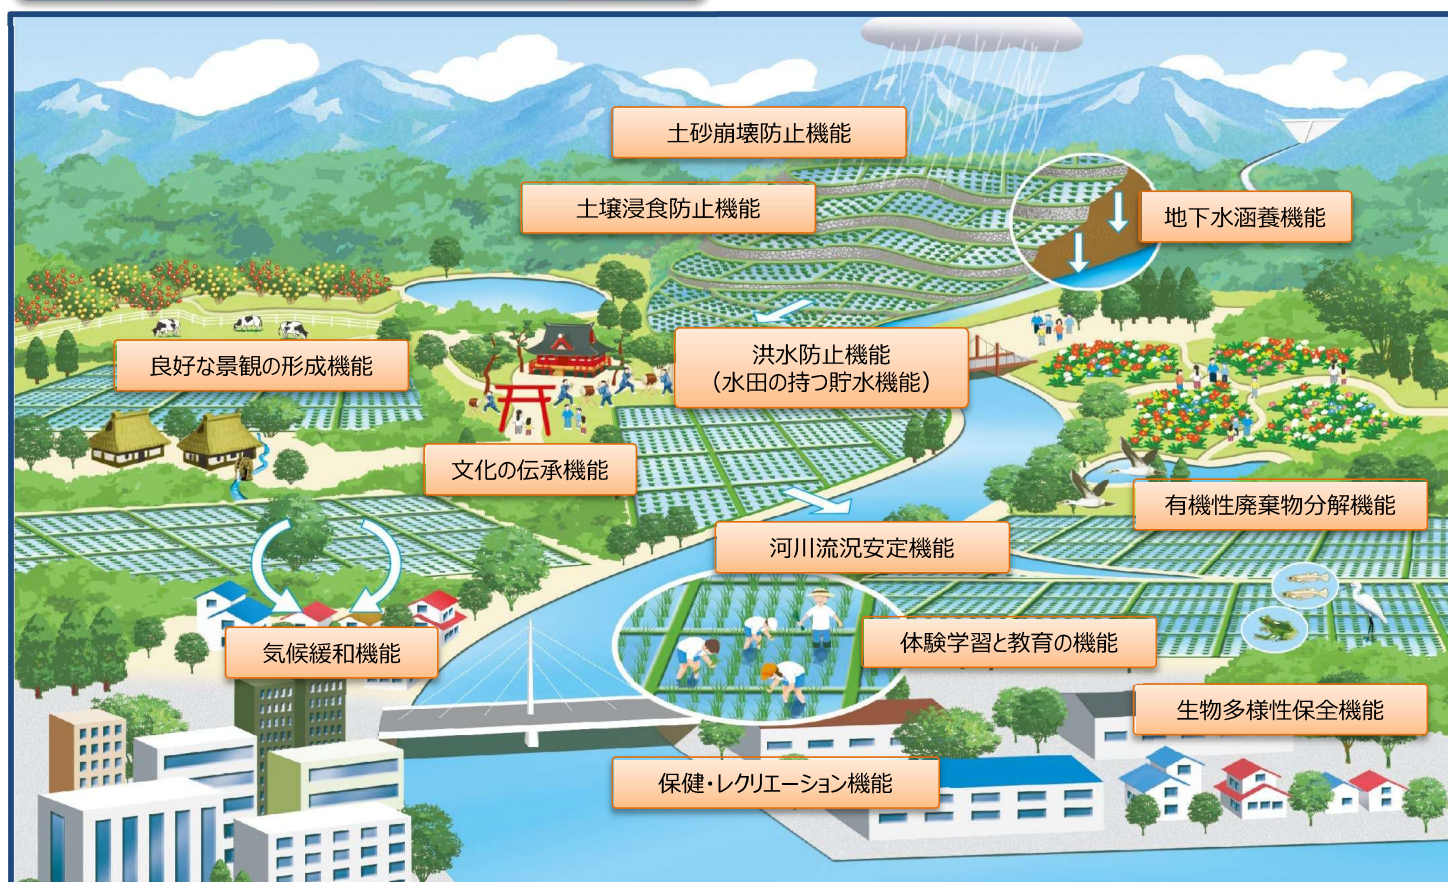 土砂崩壊防止機能
土壌浸食防止機能
地下水涵養機能
良好な景観の形成機能
洪水防止機能
（水田の持つ貯水機能）
文化の伝承機能
有機性廃棄物分解機能
河川流況安定機能
気候緩和機能
体験学習と教育の機能
生物多様性保全機能
保健・レクリエーション機能